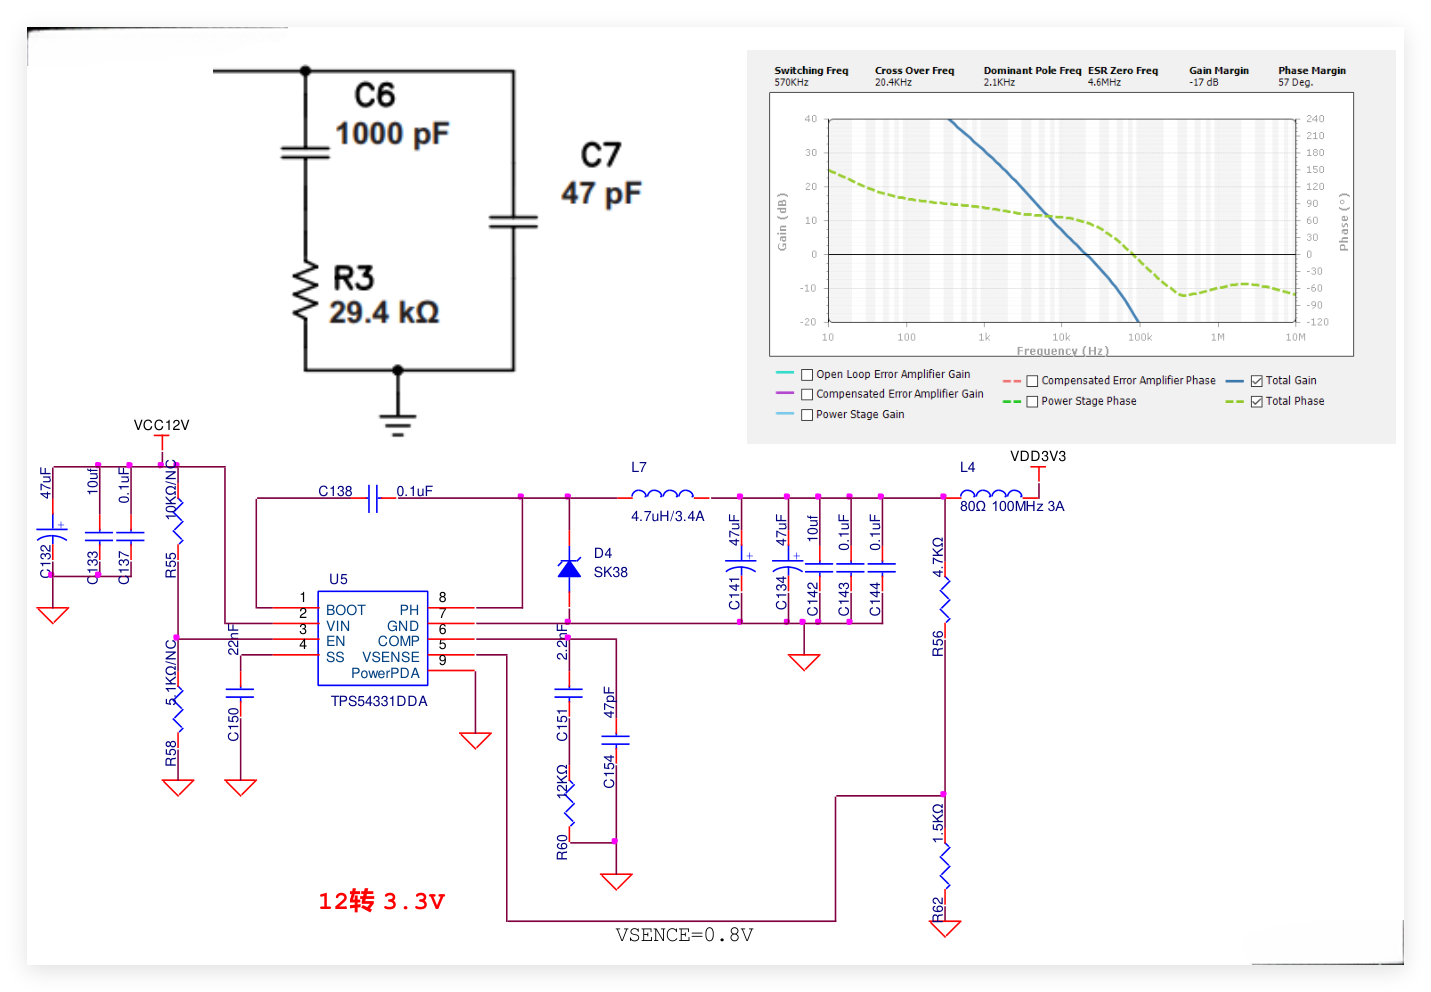 C6
1000 pF
C7
47 pF
R3
29.4 kΩ
Switching Freq
570KHz
Cross Over Freq
20.4KHz
Dominant Pole Freq
2.1KHz
ESR Zero Freq
4.6MHz
Gain Margin
-17 dB
Phase Margin
57 Deg.
Gain (dB)
40
30
20
10
0
-10
-20
240
210
180
150
120
90
60
30
0
-30
-60
-90
-120
Phase (°)
10
100
1k
10k
100k
1M
10M
Frequency (Hz)
Open Loop Error Amplifier Gain
Compensated Error Amplifier Gain
Power Stage Gain
Compensated Error Amplifier Phase
Power Stage Phase
Total Gain
Total Phase
VCC12V
47uF
C132
10uf
C133
0.1uF
C137
10KΩ/NC
R55
5.1KΩ/NC
R58
22nF
C150
C138
0.1uF
U5
1
2
3
4
BOOT
VIN
EN
SS
PH
GND
COMP
VSENSE
PowerPDA
8
7
6
5
9
TPS54331DDA
D4
SK38
2.2nF
C151
12KΩ
R60
47pF
C154
L7
4.7uH/3.4A
47uF
C141
47uF
C134
10uf
C142
0.1uF
C143
0.1uF
C144
L4
80Ω 100MHz 3A
VDD3V3
4.7KΩ
R56
1.5KΩ
R62
12转 3.3V
VSENCE=0.8V